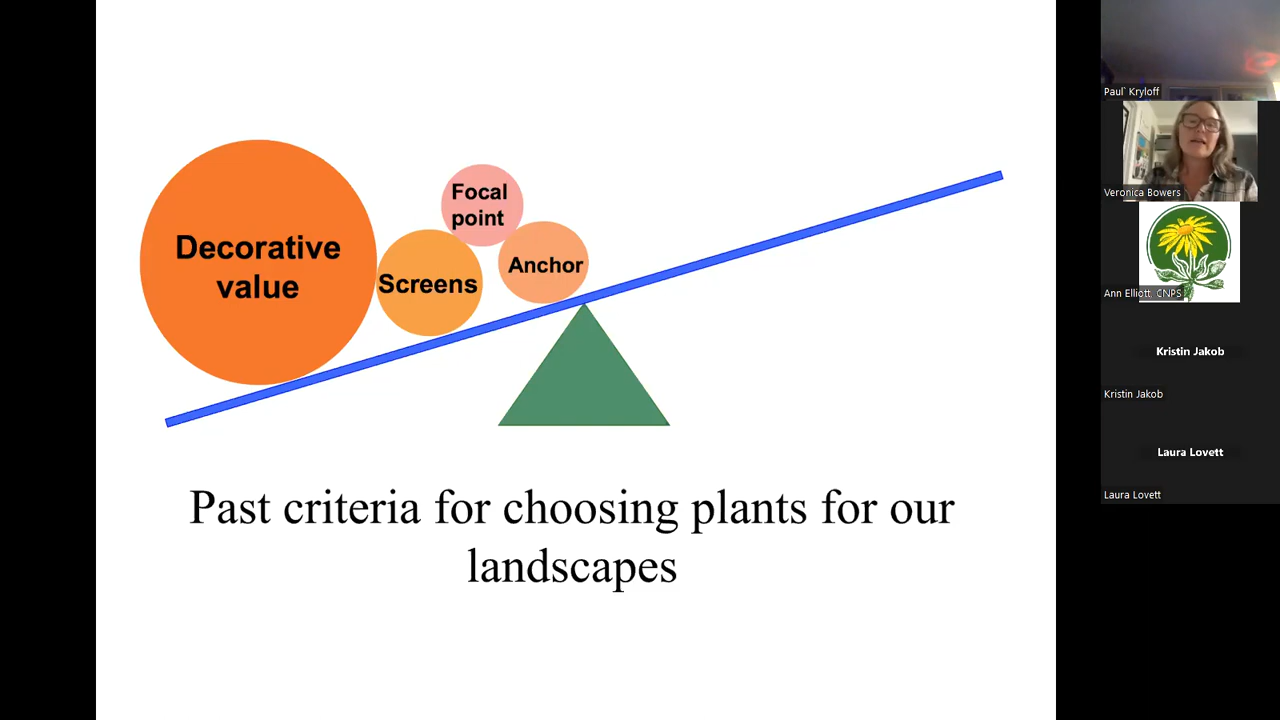 Decorative
value
Screens
Focal
point
Anchor
Past criteria for choosing plants for our
landscapes
Paul` Kryloff
Veronica Bowers
Ann Elliott, CNPS
Kristin Jakob
Kristin Jakob
Laura Lovett
Laura Lovett